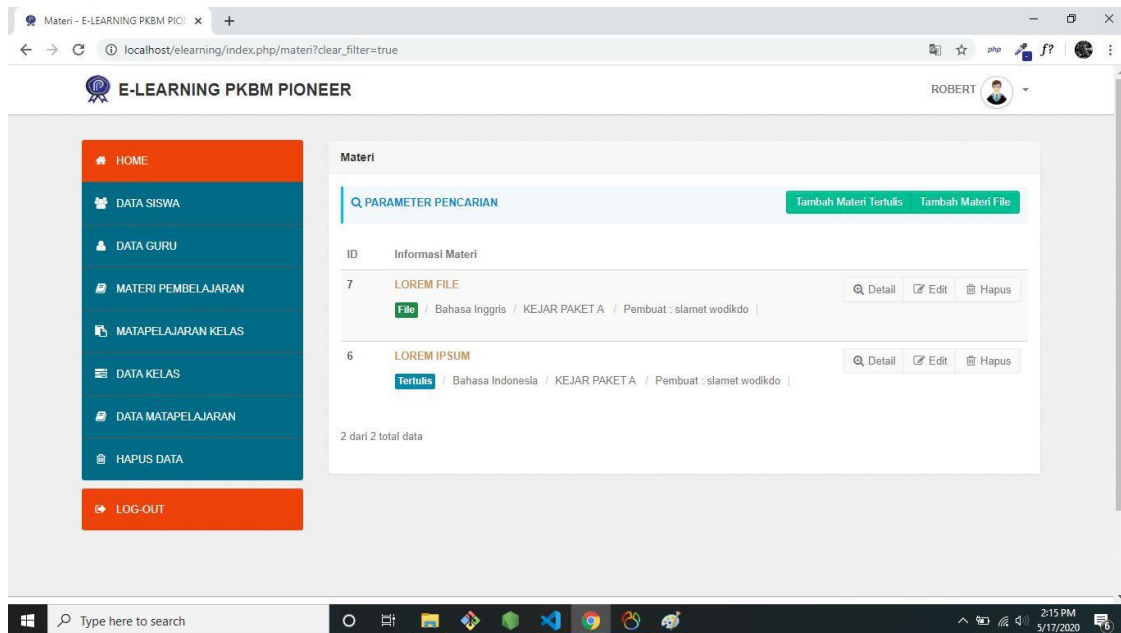 Materi - E-LEARNING PKBM PIO
localhost/elearning/index.php/materi?clear_filter=true
php
f?
E-LEARNING PKBM PIONEER
ROBERT
HOME
DATA SISWA
DATA GURU
MATERI PEMBELAJARAN
MATAPELAJARAN KELAS
DATA KELAS
DATA MATAPELAJARAN
HAPUS DATA
LOG-OUT
Materi
PARAMETER PENCARIAN
Tambah Materi Tertulis Tambah Materi File
ID Informasi Materi
7 LOREM FILE
Detail Edit Hapus
File / Bahasa Inggris / KEJAR PAKET A / Pembuat : slamet wodikdo |
6 LOREM IPSUM
Detail Edit Hapus
Tertulis / Bahasa Indonesia / KEJAR PAKET A / Pembuat : slamet wodikdo |
2 dari 2 total data
Type here to search
2:15 PM
5/17/2020
6